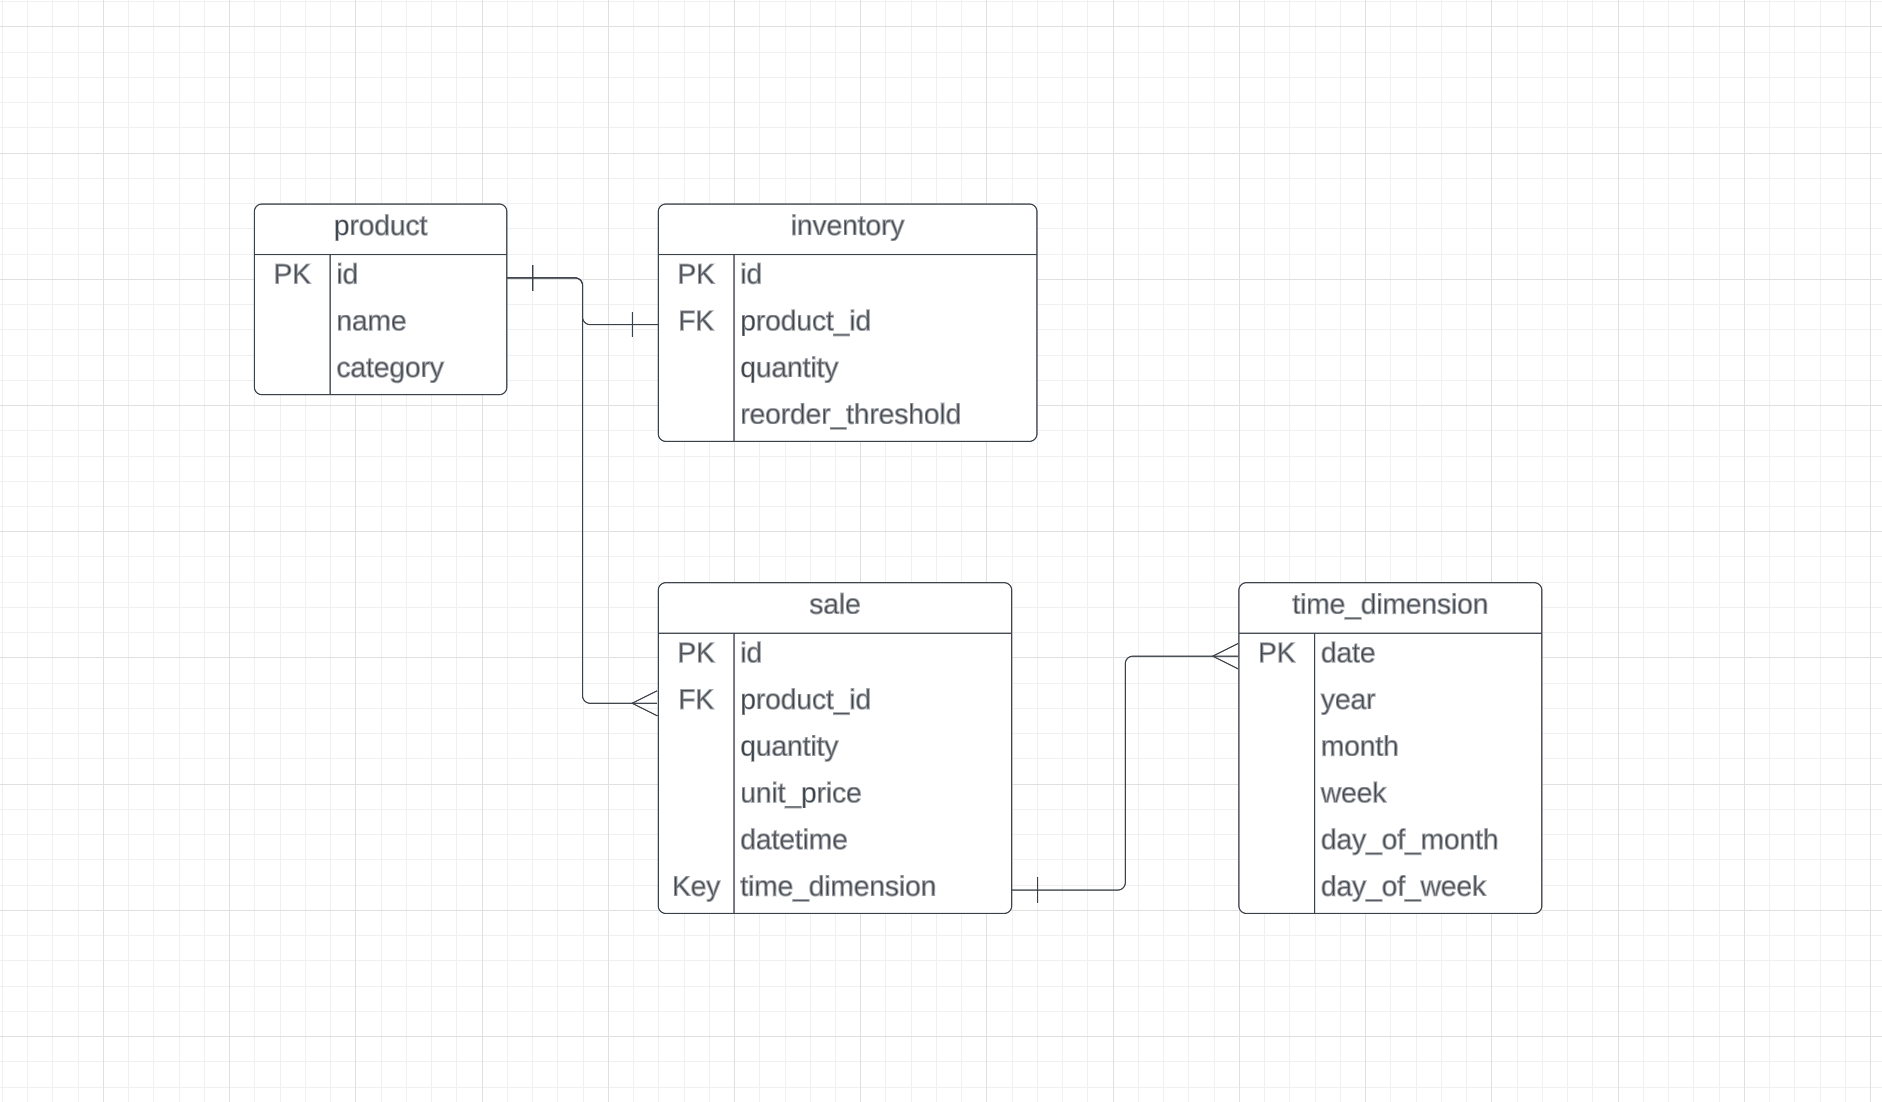 product
PK id
name
category
inventory
PK id
FK product_id
quantity
reorder_threshold
sale
PK id
FK product_id
quantity
unit_price
datetime
Key time_dimension
time_dimension
PK date
year
month
week
day_of_month
day_of_week